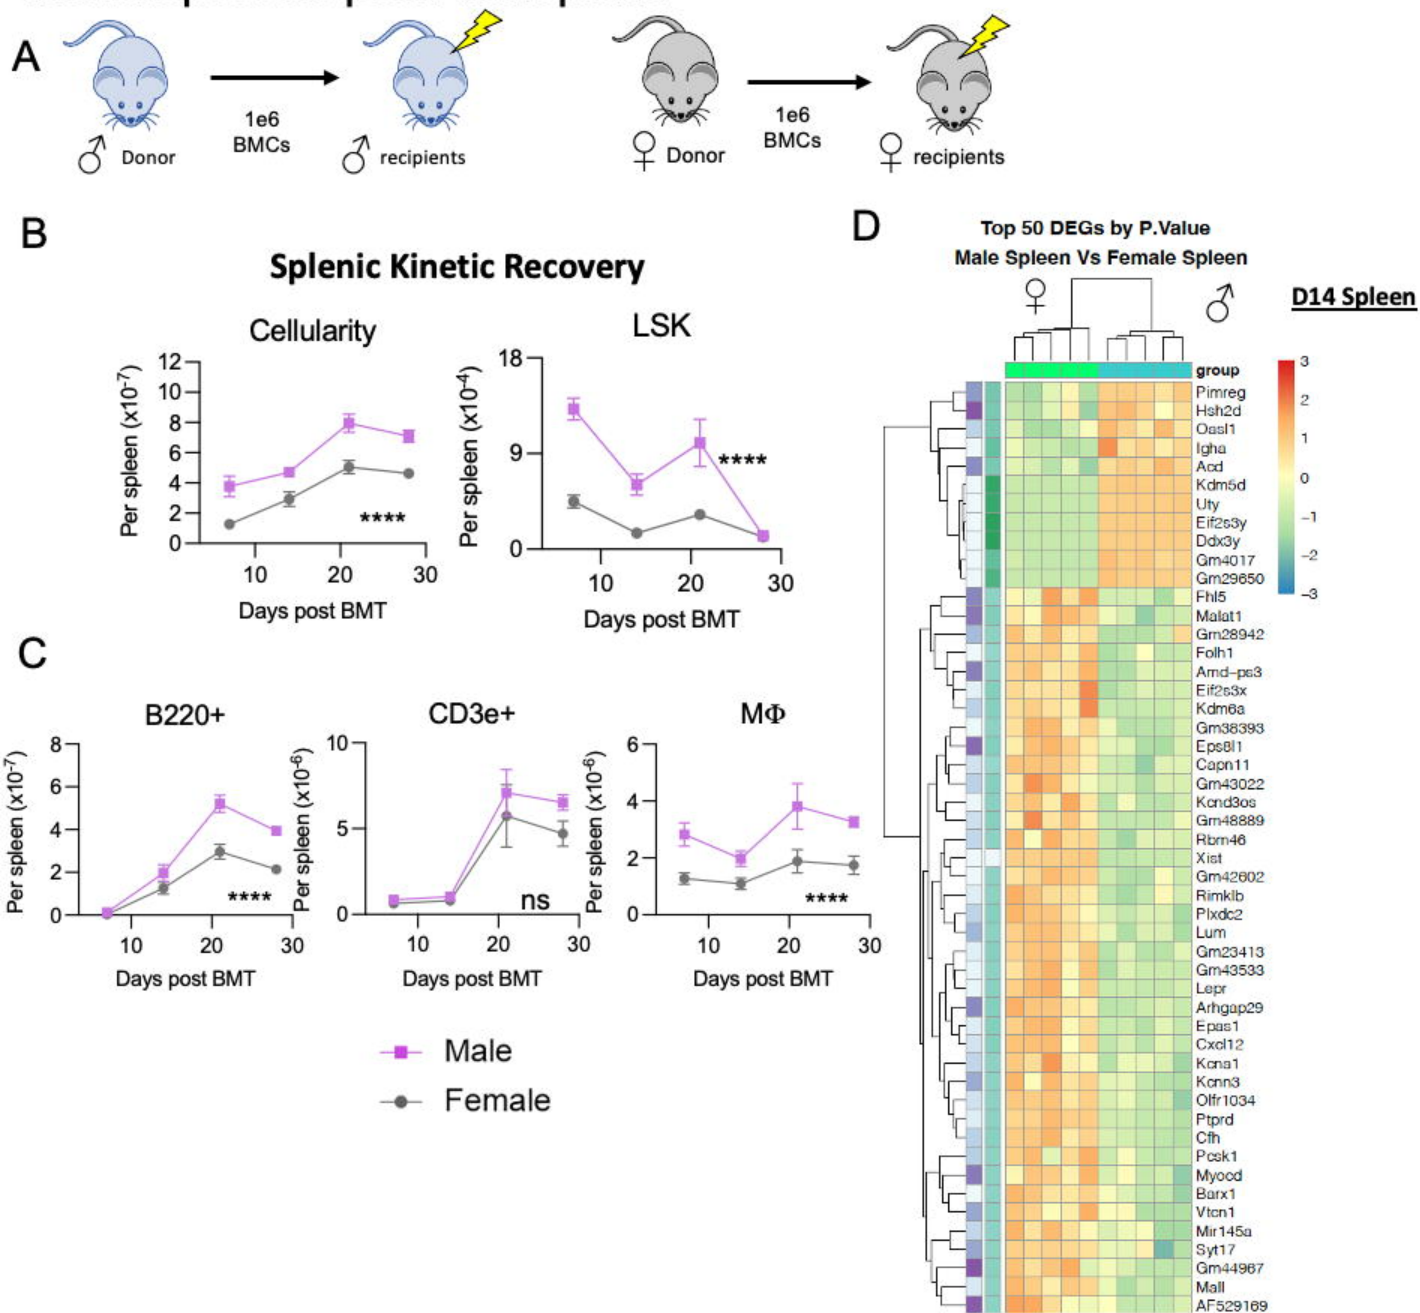 A
1e6
BMCs
♂ Donor
♂ recipients
1e6
BMCs
♀ Donor
♀ recipients
B
Splenic Kinetic Recovery
Cellularity
Per spleen (x10⁻⁷)
12
10
8
6
4
2
0
****
10 20 30
Days post BMT
LSK
Per spleen (x10⁻⁴)
18
9
0
****
10 20 30
Days post BMT
C
B220+
Per spleen (x10⁻⁷)
8
6
4
2
0
****
10 20 30
Days post BMT
CD3e+
Per spleen (x10⁻⁶)
10
5
0
ns
10 20 30
Days post BMT
MΦ
Per spleen (x10⁻⁶)
6
4
2
0
****
10 20 30
Days post BMT
Male
Female
D
Top 50 DEGs by P.Value
Male Spleen Vs Female Spleen
♀ ♂
D14 Spleen
3
2
1
0
−1
−2
−3
group
Pimreg
Hsh2d
Oasl1
Igha
Acd
Kdm5d
Uty
Eif2s3y
Ddx3y
Gm4017
Gm29650
Fhl5
Malat1
Gm28942
Folh1
Amd−ps3
Eif2s3x
Kdm6a
Gm38393
Eps8l1
Capn11
Gm43022
Kcnd3os
Gm48889
Rbm46
Xist
Gm42602
Rimklb
Plxdc2
Lum
Gm23413
Gm43533
Lepr
Arhgap29
Epas1
Cxcl12
Kcna1
Kcnn3
Olfr1034
Ptprd
Cfh
Pcsk1
Myocd
Barx1
Vtcn1
Mir145a
Syt17
Gm44967
Mall
AF529169